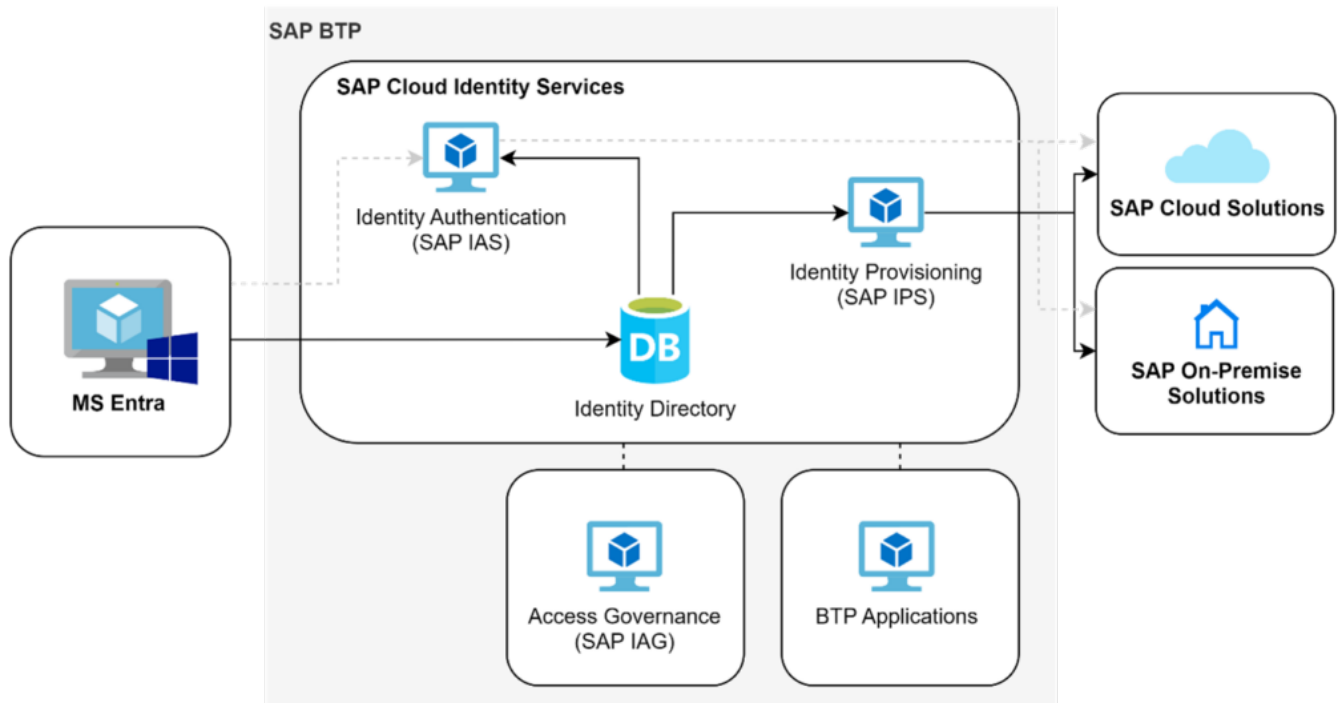 SAP BTP
SAP Cloud Identity Services
Identity Authentication
(SAP IAS)
Identity Provisioning
(SAP IPS)
SAP Cloud Solutions
MS Entra
DB
Identity Directory
SAP On-Premise
Solutions
Access Governance
(SAP IAG)
BTP Applications